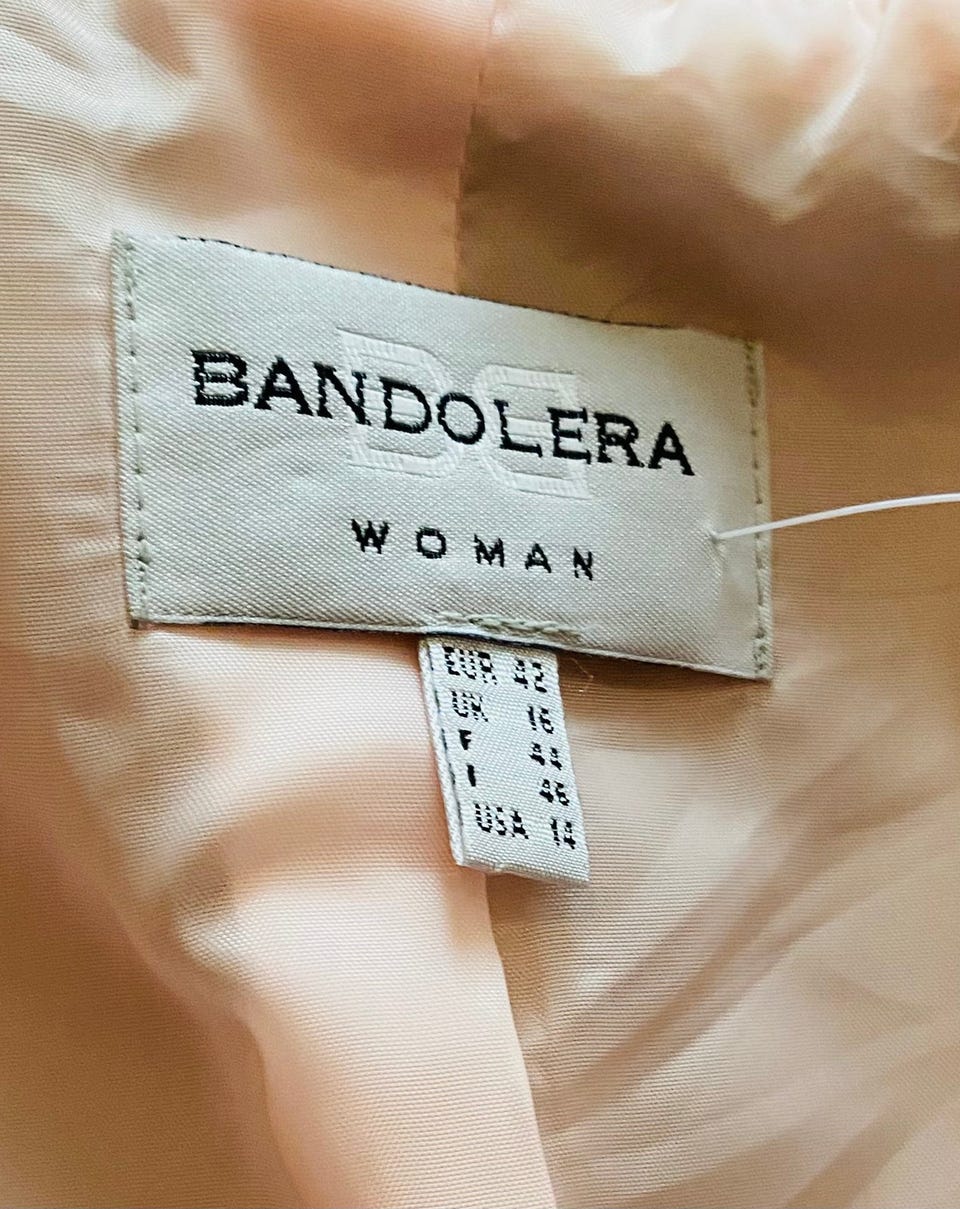 BANDOLERA
WOMAN
EUR 42
UK 16
F 44
I 46
USA 14